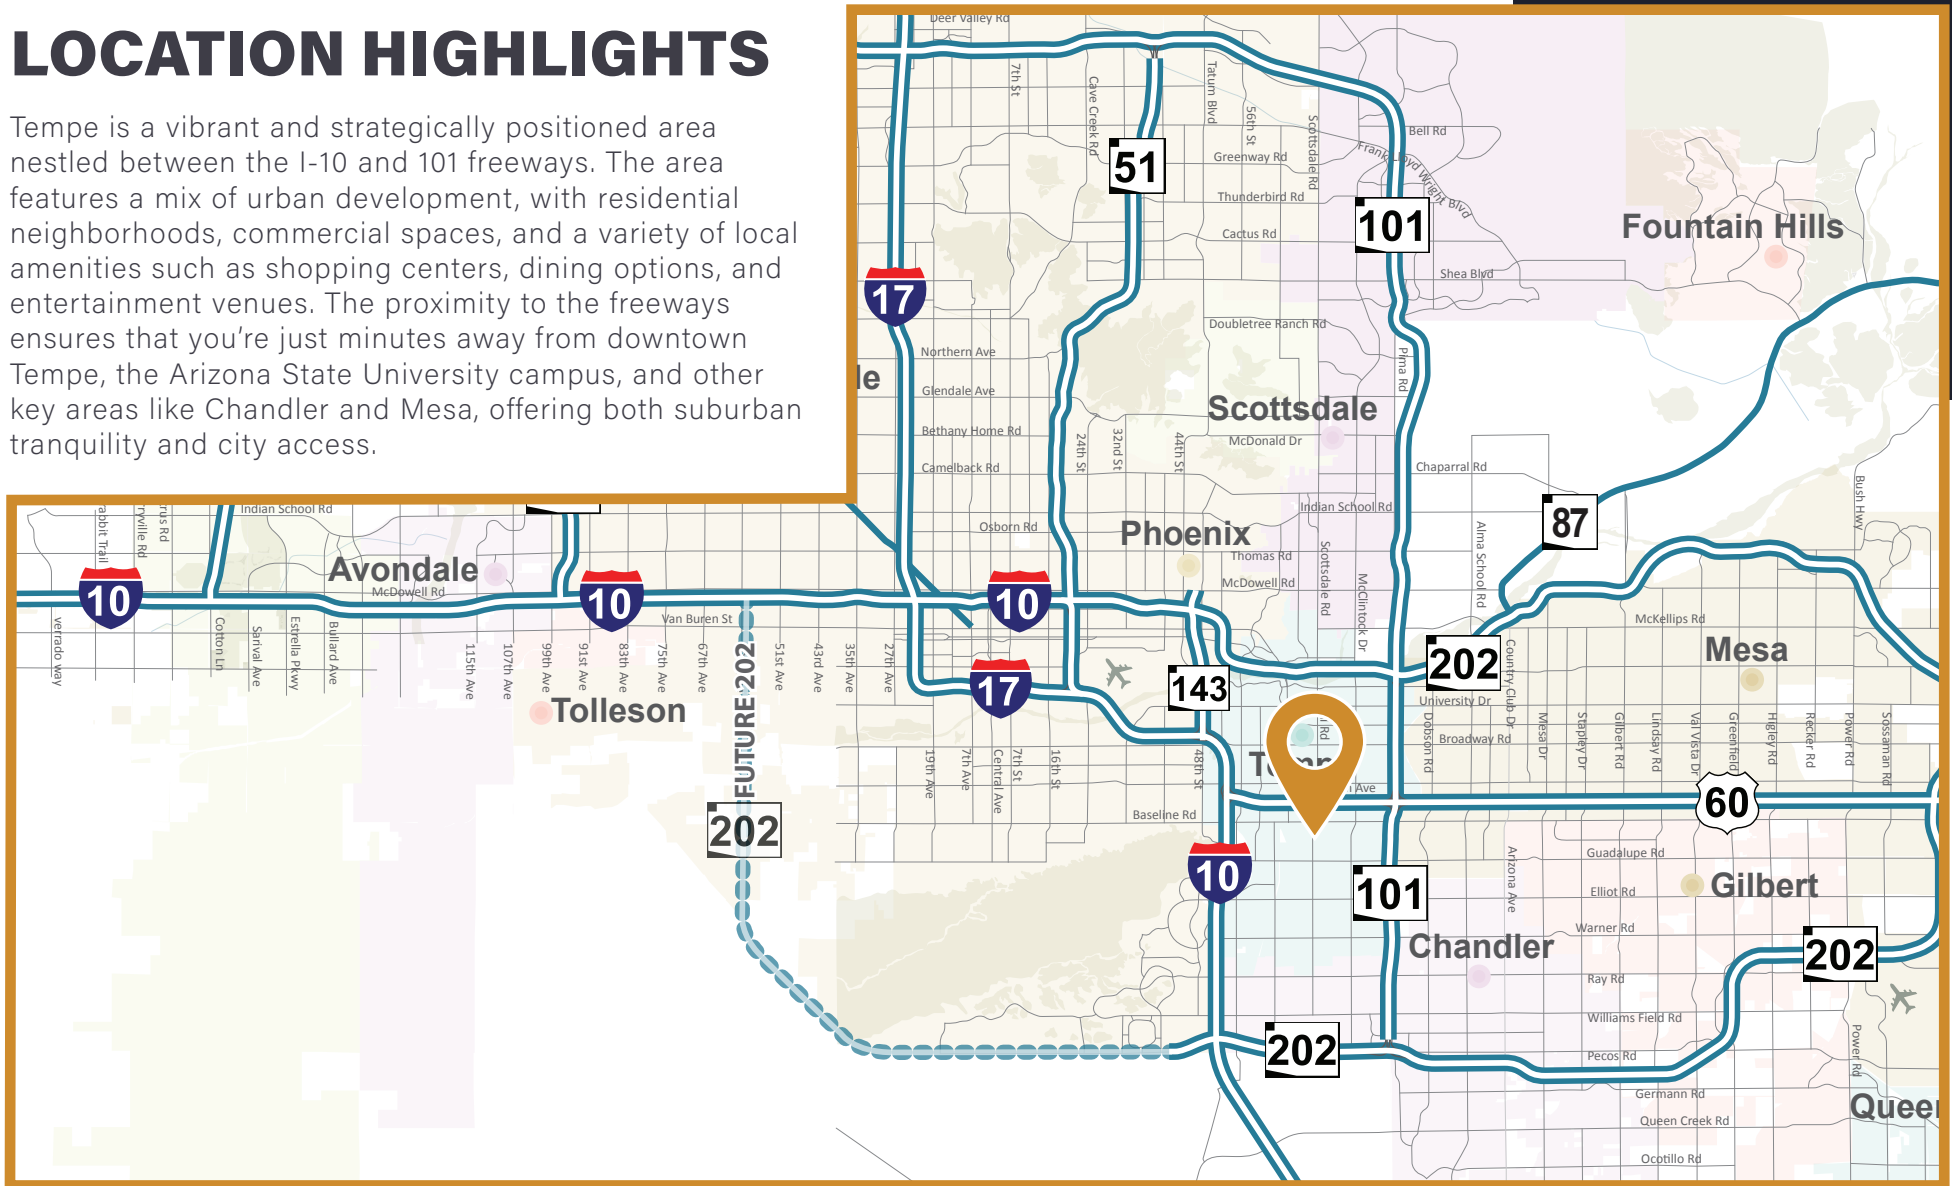 LOCATION HIGHLIGHTS
Tempe is a vibrant and strategically positioned area
nestled between the I-10 and 101 freeways. The area
features a mix of urban development, with residential
neighborhoods, commercial spaces, and a variety of local
amenities such as shopping centers, dining options, and
entertainment venues. The proximity to the freeways
ensures that you’re just minutes away from downtown
Tempe, the Arizona State University campus, and other
key areas like Chandler and Mesa, offering both suburban
tranquility and city access.
Deer Valley Rd
7th St
Cave Creek Rd
Tatum Blvd
56th St
Scottsdale Rd
51
Bell Rd
Greenway Rd
Frank Lloyd Wright Blvd
Thunderbird Rd
101
Cactus Rd
Fountain Hills
Shea Blvd
17
Doubletree Ranch Rd
Northern Ave
Pima Rd
le
Glendale Ave
Scottsdale
Bethany Home Rd
24th St
32nd St
44th St
McDonald Dr
Camelback Rd
Chaparral Rd
Bush Hwy
Indian School Rd
Indian School Rd
abbit Trail
ryville Rd
rus Rd
Osborn Rd
Phoenix
87
Alma School Rd
Thomas Rd
Scottsdale Rd
Avondale
McDowell Rd
McDowell Rd
McClintock Dr
10
10
10
Van Buren St
McKellips Rd
verrado way
Cotton Ln
Sarival Ave
Estrella Pkwy
Bullard Ave
115th Ave
107th Ave
99th Ave
91st Ave
83th Ave
75th Ave
67th Ave
FUTURE 202
51st Ave
43rd Ave
35th Ave
27th Ave
17
143
202
Country Club Dr
Mesa
University Dr
Tolleson
Rd
Dobson Rd
Broadway Rd
Mesa Dr
Stapley Dr
Gilbert Rd
Lindsay Rd
Val Vista Dr
Greenfield
Higley Rd
Recker Rd
Power Rd
Sossaman Rd
19th Ave
7th Ave
Central Ave
7th St
16th St
48th St
Ave
60
Baseline Rd
202
10
101
Arizona Ave
Guadalupe Rd
Elliot Rd
Gilbert
Warner Rd
Chandler
202
Ray Rd
Williams Field Rd
202
Pecos Rd
Power Rd
Germann Rd
Queen Creek Rd
Ocotillo Rd